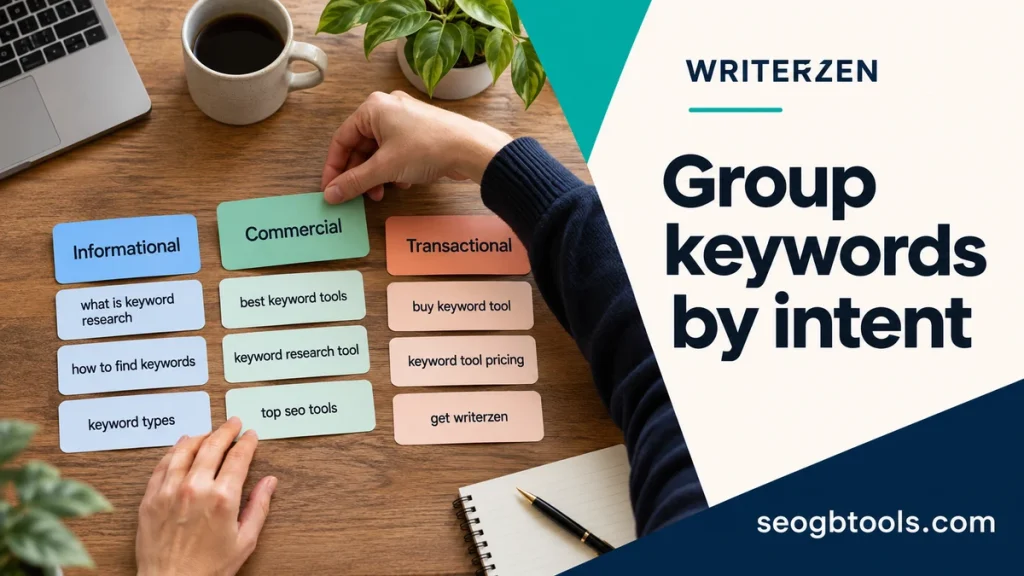 WRITERZEN
Group
keywords
by intent
Informational
what is keyword
research
how to find keywords
keyword types
Commercial
best keyword tools
keyword research tool
top seo tools
Transactional
buy keyword tool
keyword tool pricing
get writerzen
seogbtools.com